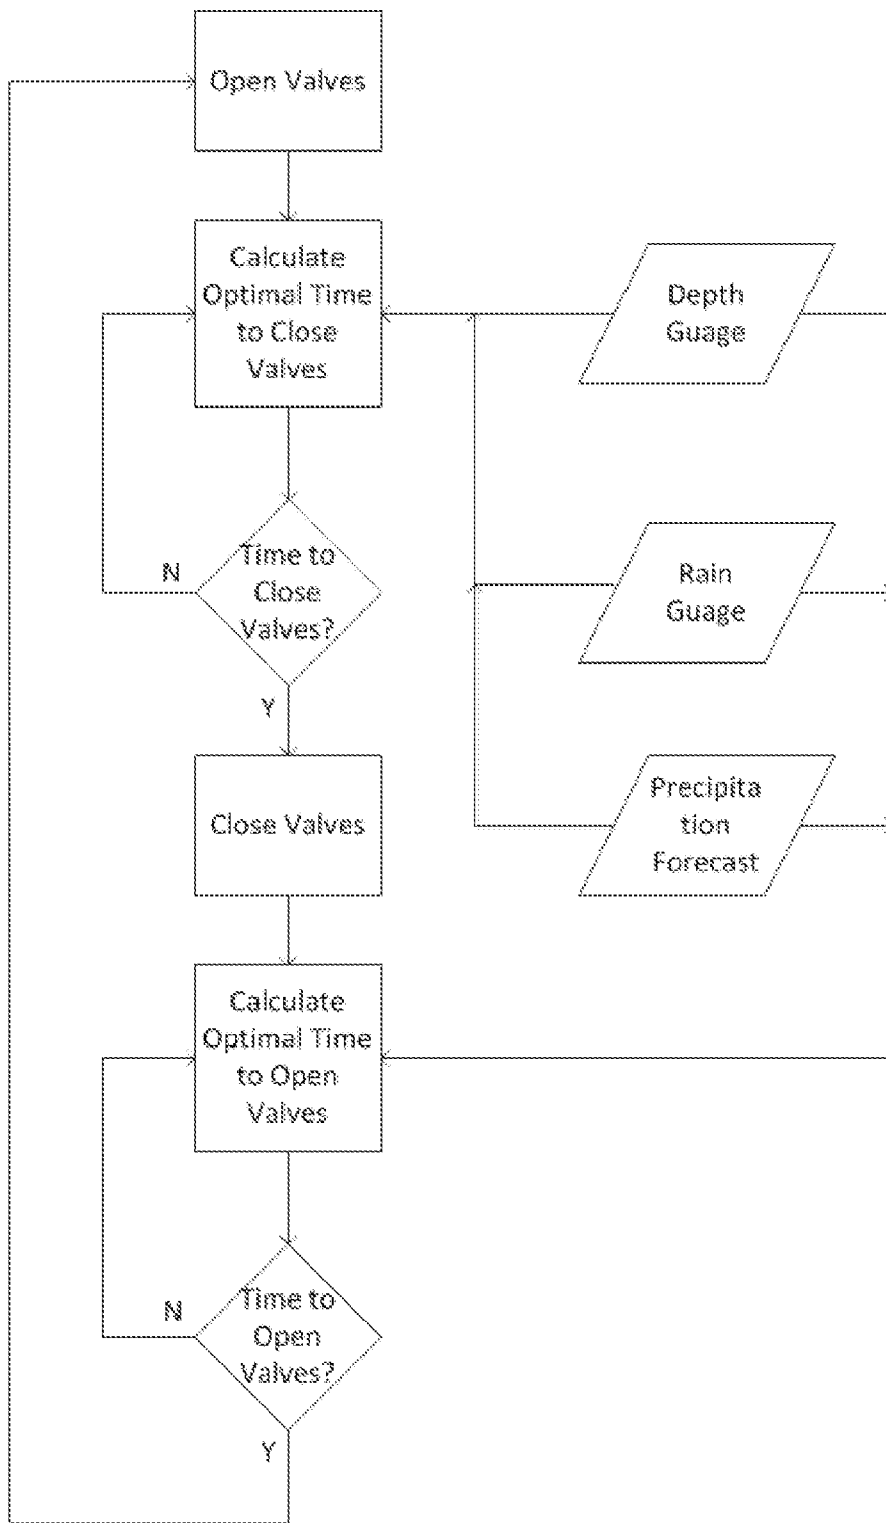 Open Valves
Calculate
Optimal Time
to Close
Valves
Depth
Guage
N
Time to
Close
Valves?
Rain
Guage
Y
Close Valves
Precipita
tion
Forecast
Calculate
Optimal Time
to Open
Valves
N
Time to
Open
Valves?
Y